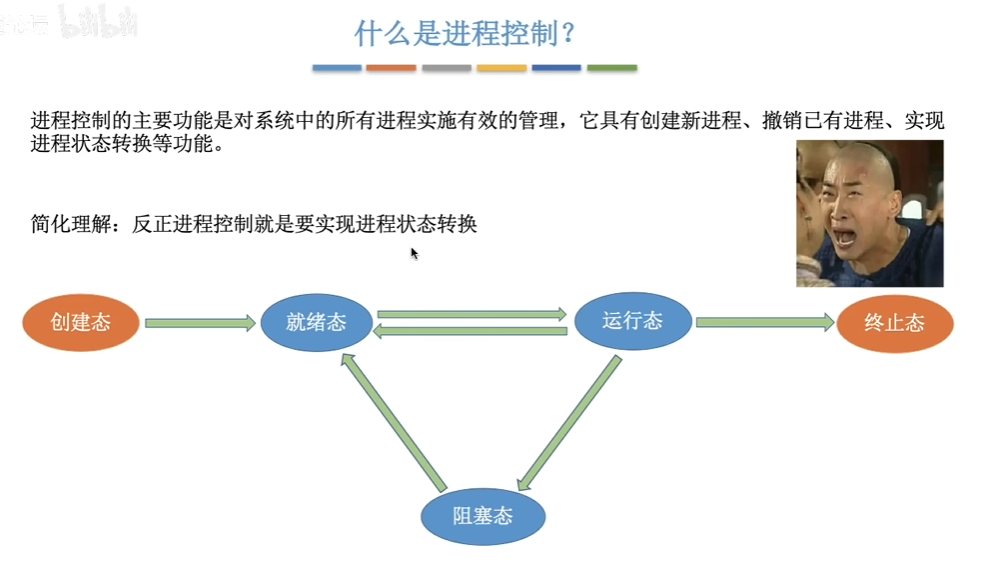 bilibili
什么是进程控制？
进程控制的主要功能是对系统中的所有进程实施有效的管理，它具有创建新进程、撤销已有进程、实现
进程状态转换等功能。
简化理解：反正进程控制就是要实现进程状态转换
创建态
就绪态
运行态
终止态
阻塞态